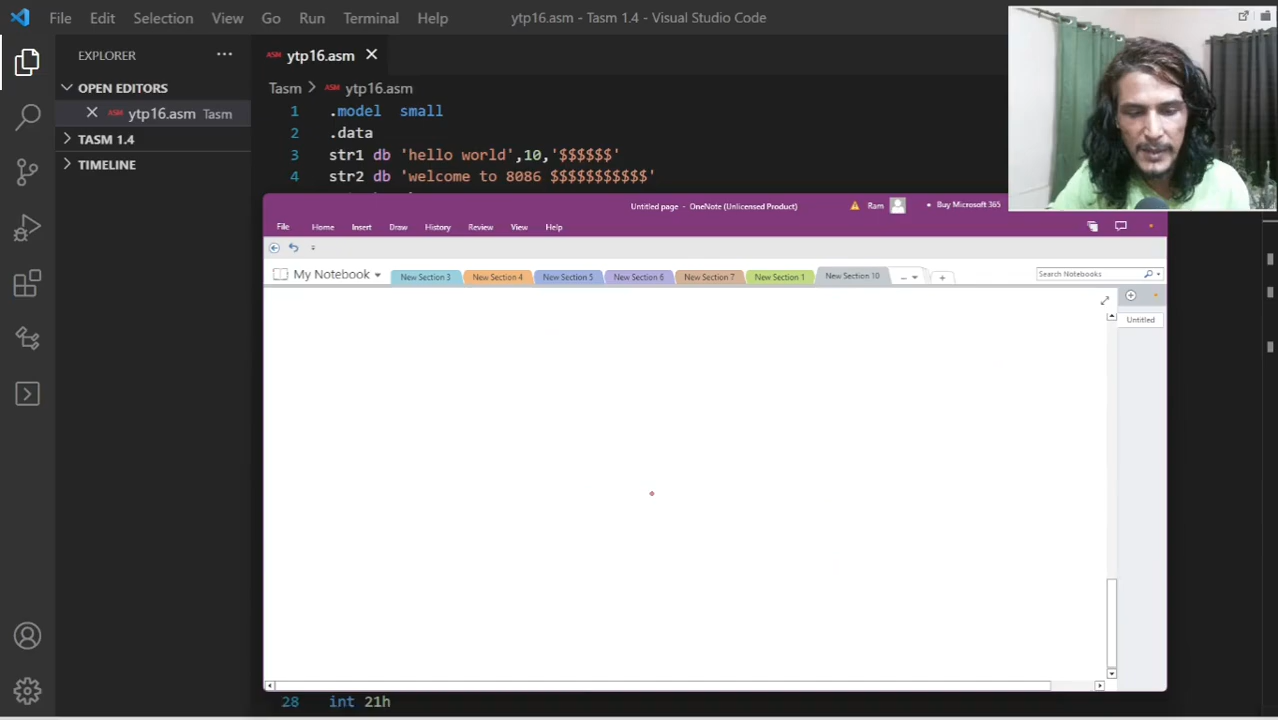 File Edit Selection View Go Run Terminal Help ytp16.asm - Tasm 1.4 - Visual Studio Code
EXPLORER ···
OPEN EDITORS
ytp16.asm Tasm
TASM 1.4
TIMELINE
ASM ytp16.asm
Tasm > ASM ytp16.asm
1 .model small
2 .data
3 str1 db 'hello world',10,'$$$$$$'
4 str2 db 'welcome to 8086 $$$$$$$$$$$'
Untitled page - OneNote (Unlicensed Product) Ram Buy Microsoft 365
File Home Insert Draw History Review View Help
My Notebook New Section 3 New Section 4 New Section 5 New Section 6 New Section 7 New Section 1 New Section 10 ... + Search Notebooks
Untitled
28 int 21h